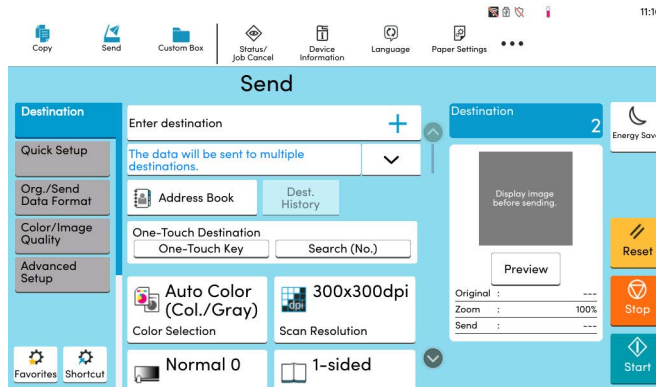 11:1
Copy
Send
Custom Box
Status/
Job Cancel
Device
Information
Language
Paper Settings
Send
Destination
Quick Setup
Org./Send
Data Format
Color/Image
Quality
Advanced
Setup
Favorites
Shortcut
Enter destination
The data will be sent to multiple
destinations.
Address Book
Dest.
History
One-Touch Destination
One-Touch Key
Search (No.)
Auto Color
(Col./Gray)
Color Selection
dpi
300x300dpi
Scan Resolution
Normal 0
1-sided
Destination
2
Display image
before sending.
Preview
Original : ---
Zoom : 100%
Send : ---
Energy Save
Reset
Stop
Start